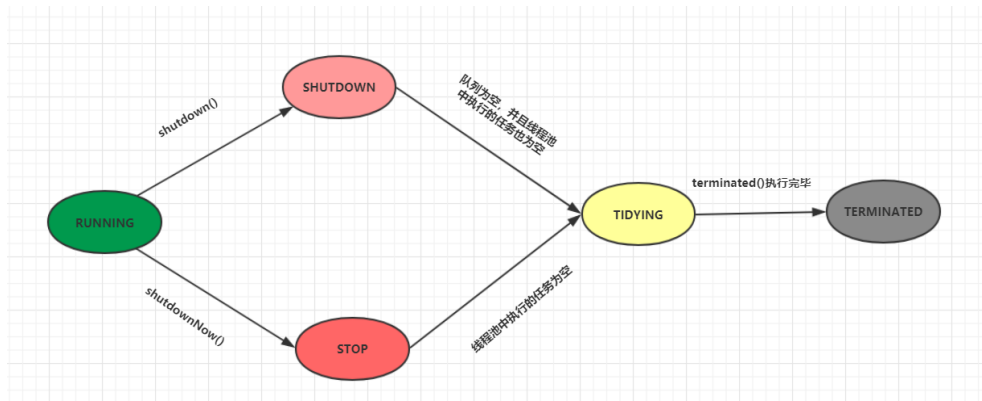 SHUTDOWN
shutdown()
队列为空，并且线程池
中执行的任务也为空
RUNNING
TIDYING
terminated()执行完毕
TERMINATED
shutdownNow()
线程池中执行的任务为空
STOP